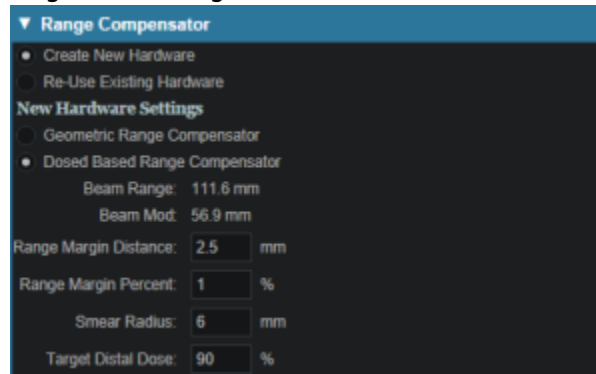 ▼ Range Compensator
Create New Hardware
Re-Use Existing Hardware
New Hardware Settings
Geometric Range Compensator
Dosed Based Range Compensator
Beam Range: 111.6 mm
Beam Mod: 56.9 mm
Range Margin Distance: 2.5 mm
Range Margin Percent: 1 %
Smear Radius: 6 mm
Target Distal Dose: 90 %